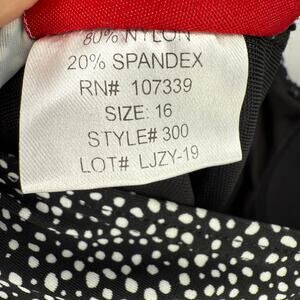 80% NYLON
20% SPANDEX
RN# 107339
SIZE: 16
STYLE# 300
LOT# LJZY-19